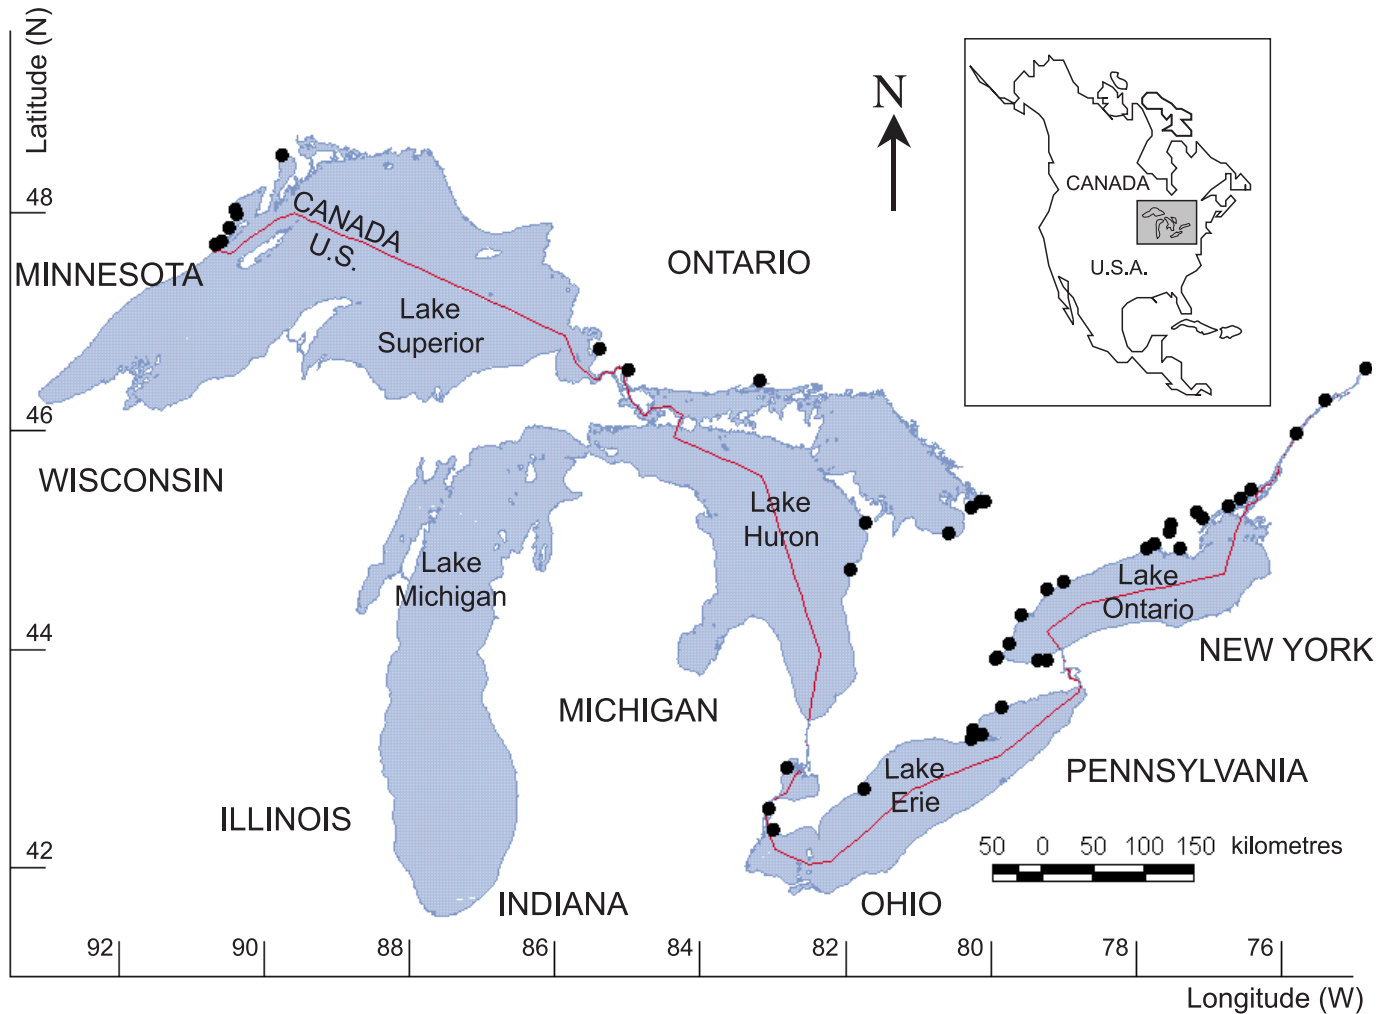 Latitude (N)
48
46
44
42
N
CANADA
U.S.A.
CANADA
U.S.
MINNESOTA
ONTARIO
Lake
Superior
WISCONSIN
Lake
Huron
Lake
Michigan
Lake
Ontario
NEW YORK
MICHIGAN
PENNSYLVANIA
Lake
Erie
ILLINOIS
50 0 50 100 150 kilometres
INDIANA
OHIO
92 90 88 86 84 82 80 78 76
Longitude (W)